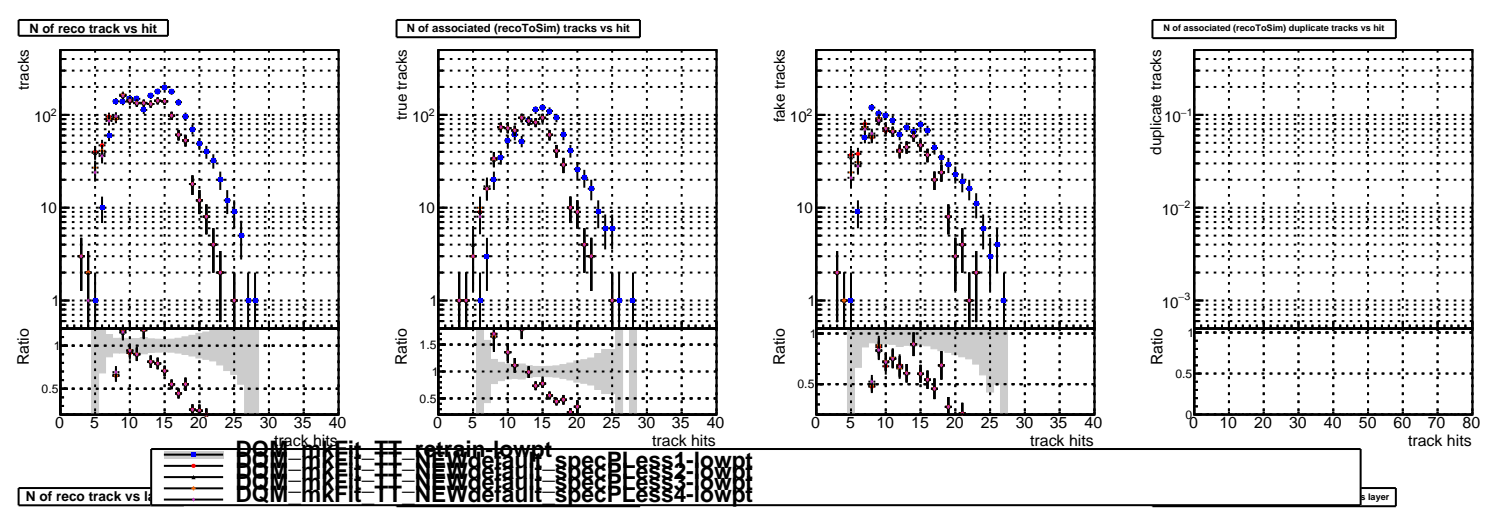 N of reco track vs hit
N of associated (recoToSim) tracks vs hit
N of associated (recoToSim) duplicate tracks vs hit
tracks
10²
10
1
Ratio
1
0.5
0 5 10 15 20 25 30 35 40
track hits
true tracks
10²
10
1
Ratio
1.5
1
0.5
0 5 10 15 20 25 30 35 40
track hits
fake tracks
10²
10
1
Ratio
1
0.5
0 5 10 15 20 25 30 35 40
track hits
duplicate tracks
10⁻¹
10⁻²
10⁻³
Ratio
1
0.5
0
0 10 20 30 40 50 60 70 80
track hits
DQM_mkFit_TT_retrain-lowpt
DQM_mkFit_TT_NEWdefault_specPLess1-lowpt
DQM_mkFit_TT_NEWdefault_specPLess2-lowpt
DQM_mkFit_TT_NEWdefault_specPLess3-lowpt
DQM_mkFit_TT_NEWdefault_specPLess4-lowpt
N of reco track vs la
s layer